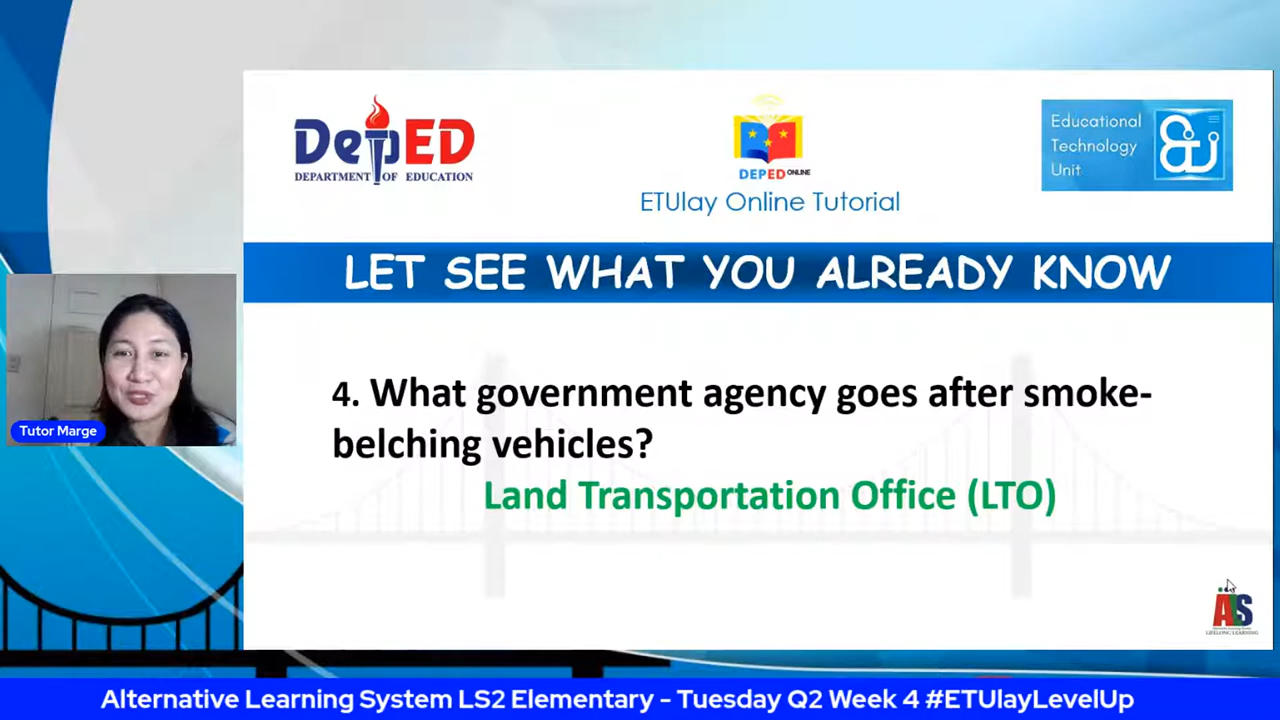 DepED
DEPARTMENT OF EDUCATION
DEPED ONLINE
ETUlay Online Tutorial
Educational
Technology
Unit
LET SEE WHAT YOU ALREADY KNOW
4. What government agency goes after smoke-
belching vehicles?
Land Transportation Office (LTO)
Tutor Marge
ALS
LIFELONG LEARNING
Alternative Learning System LS2 Elementary - Tuesday Q2 Week 4 #ETUlayLevelUp